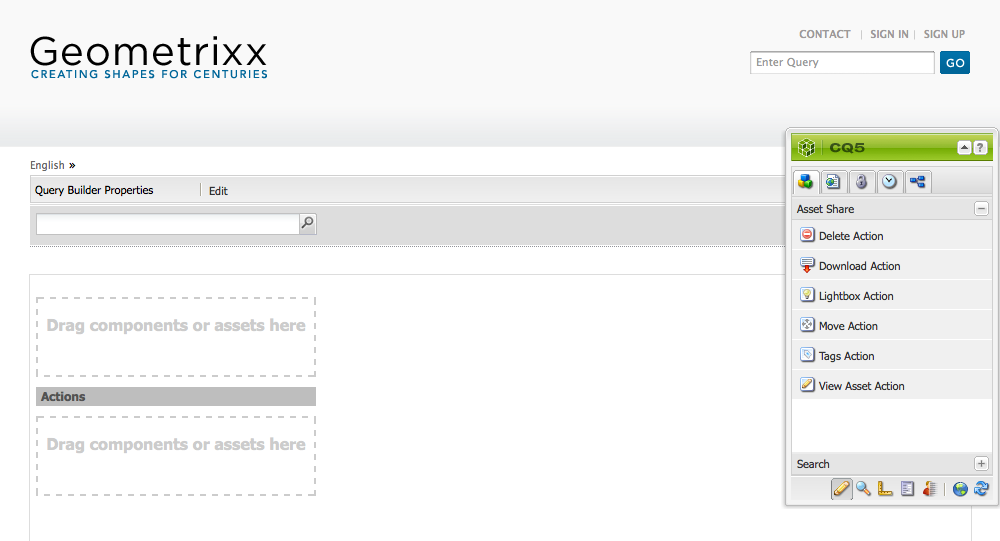 Geometrixx
CREATING SHAPES FOR CENTURIES
CONTACT | SIGN IN | SIGN UP
Enter Query
GO
English »
Query Builder Properties | Edit
Drag components or assets here
Actions
Drag components or assets here
CQ5
?
Asset Share
Delete Action
Download Action
Lightbox Action
Move Action
Tags Action
View Asset Action
Search